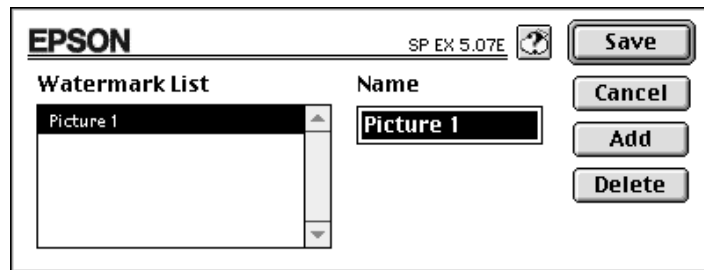 EPSON
SP EX 5.07E
Save
Watermark List
Name
Cancel
Picture 1
Picture 1
Add
Delete